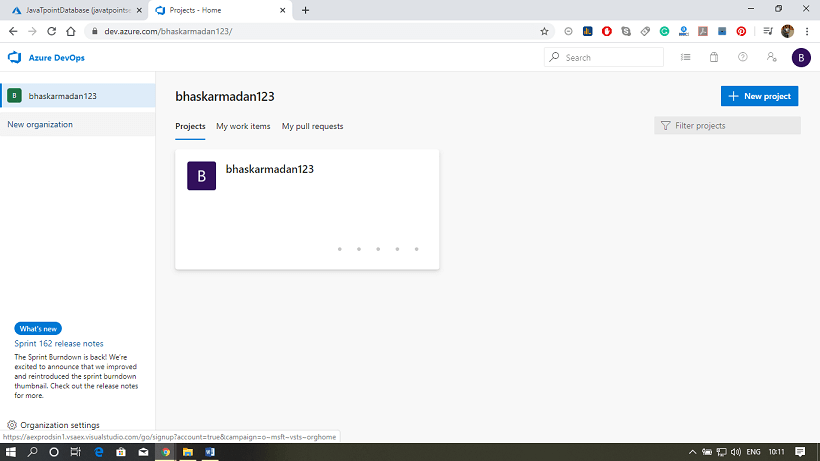 JavaTpointDatabase (javatpointse
Projects - Home
dev.azure.com/bhaskarmadan123/
Azure DevOps
Search
B
B
bhaskarmadan123
New organization
bhaskarmadan123
New project
Projects
My work items
My pull requests
Filter projects
B
bhaskarmadan123
What's new
Sprint 162 release notes
The Sprint Burndown is back! We're
excited to announce that we improved
and reintroduced the sprint burndown
thumbnail. Check out the release notes
for more.
Organization settings
https://aexprodsin1.vsaex.visualstudio.com/go/signup?account=true&campaign=o~msft~vsts~orghome
ENG
10:11